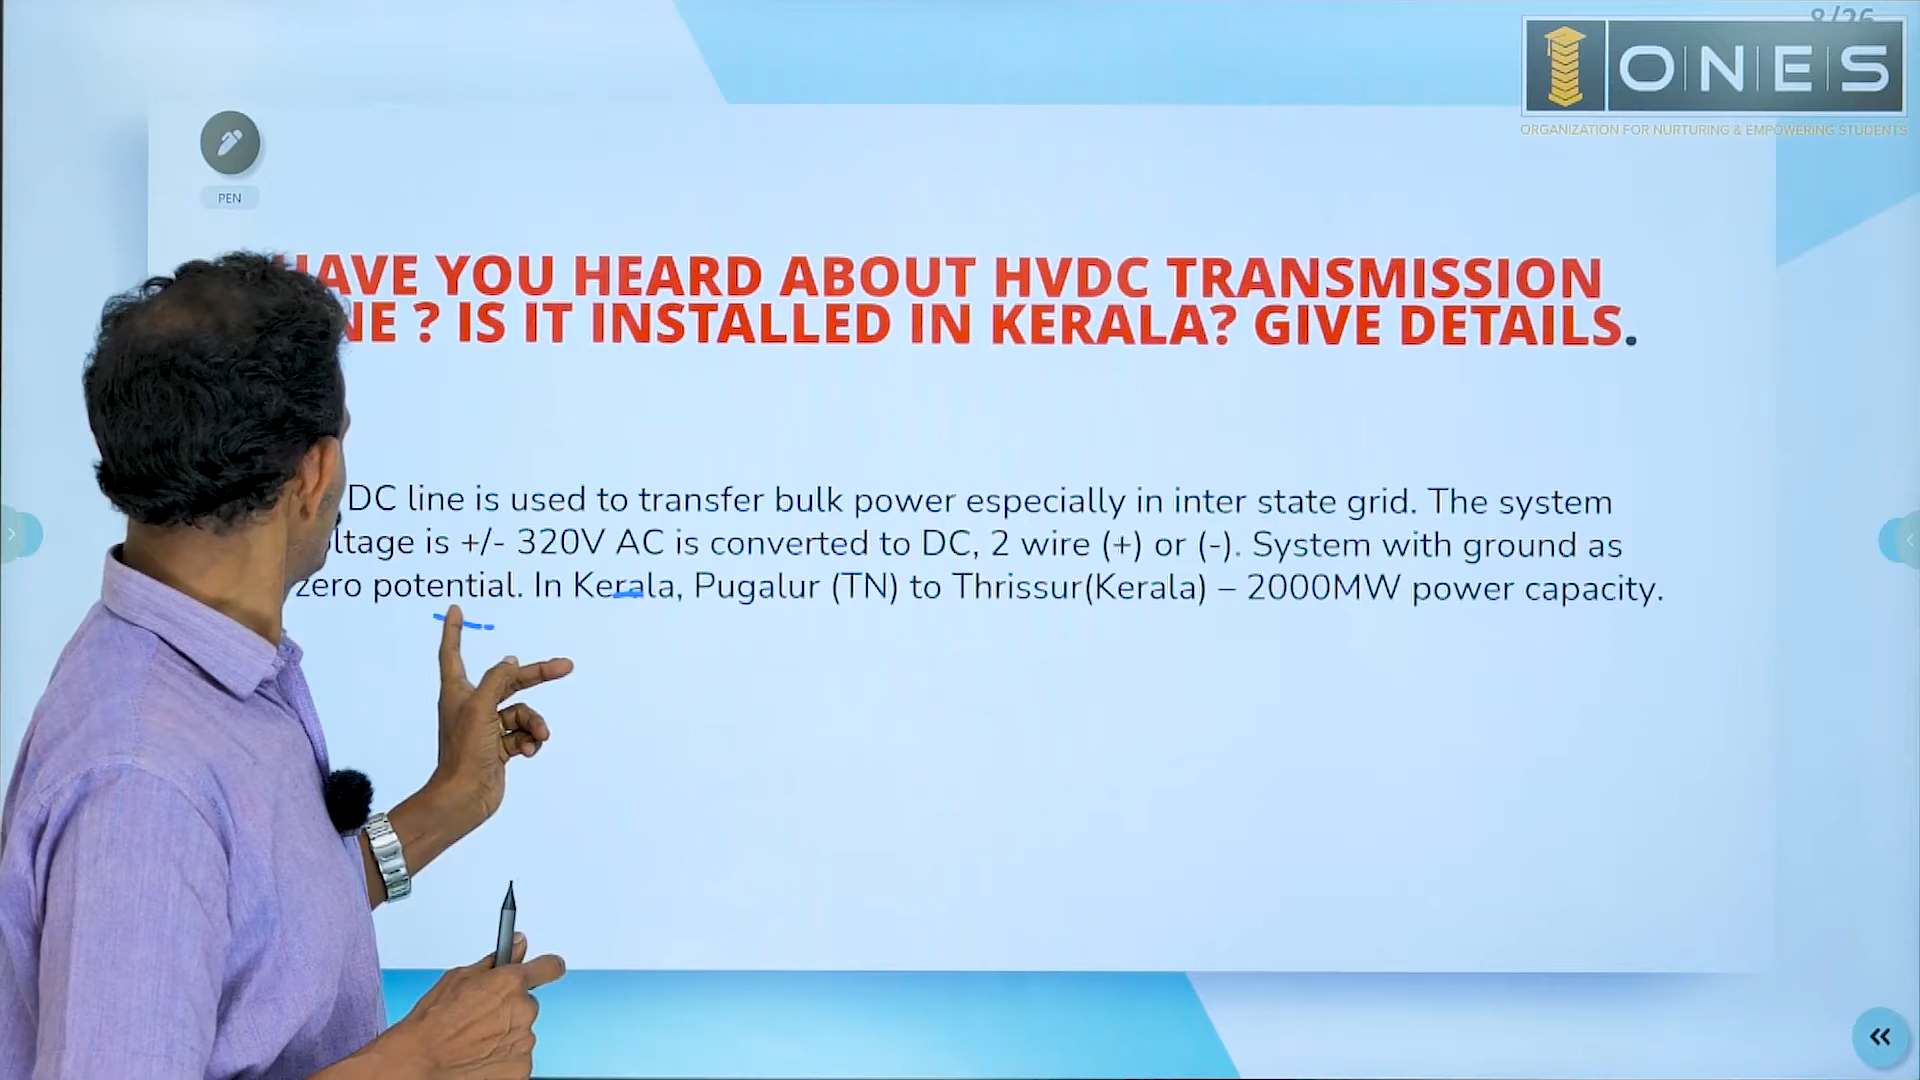 8/26
ONES
ORGANIZATION FOR NURTURING & EMPOWERING STUDENTS
PEN
HAVE YOU HEARD ABOUT HVDC TRANSMISSION
? IS IT INSTALLED IN KERALA? GIVE DETAILS.
DC line is used to transfer bulk power especially in inter state grid. The system
is +/- 320V AC is converted to DC, 2 wire (+) or (-). System with ground as
zero potential. In Kerala, Pugalur (TN) to Thrissur(Kerala) – 2000MW power capacity.